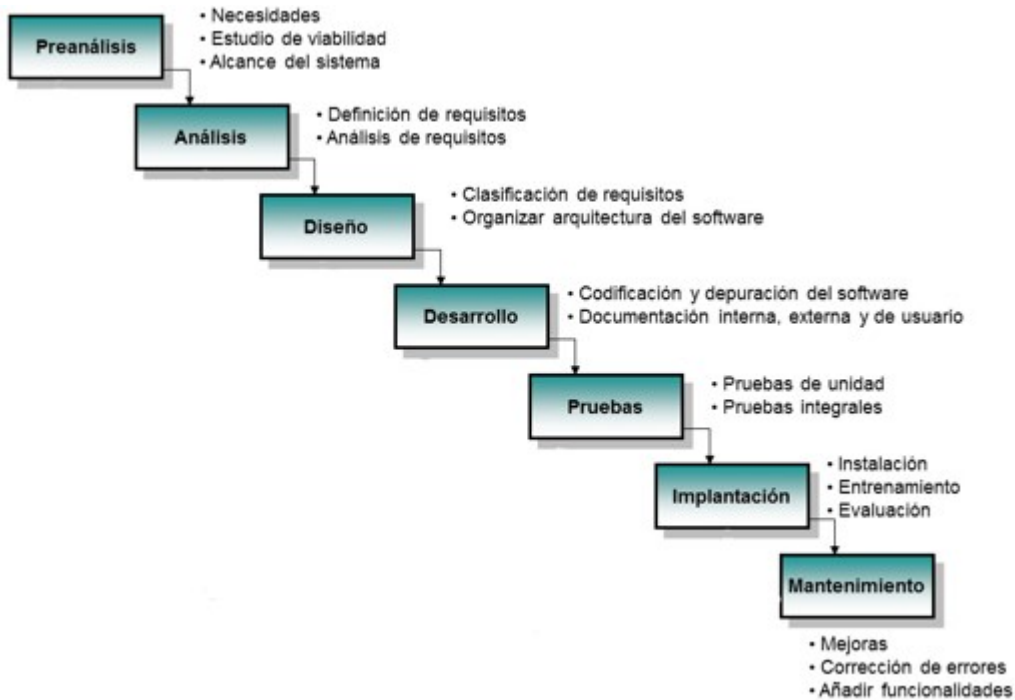 Preanálisis
• Necesidades
• Estudio de viabilidad
• Alcance del sistema
Análisis
• Definición de requisitos
• Análisis de requisitos
Diseño
• Clasificación de requisitos
• Organizar arquitectura del software
Desarrollo
• Codificación y depuración del software
• Documentación interna, externa y de usuario
Pruebas
• Pruebas de unidad
• Pruebas integrales
Implantación
• Instalación
• Entrenamiento
• Evaluación
Mantenimiento
• Mejoras
• Corrección de errores
• Añadir funcionalidades